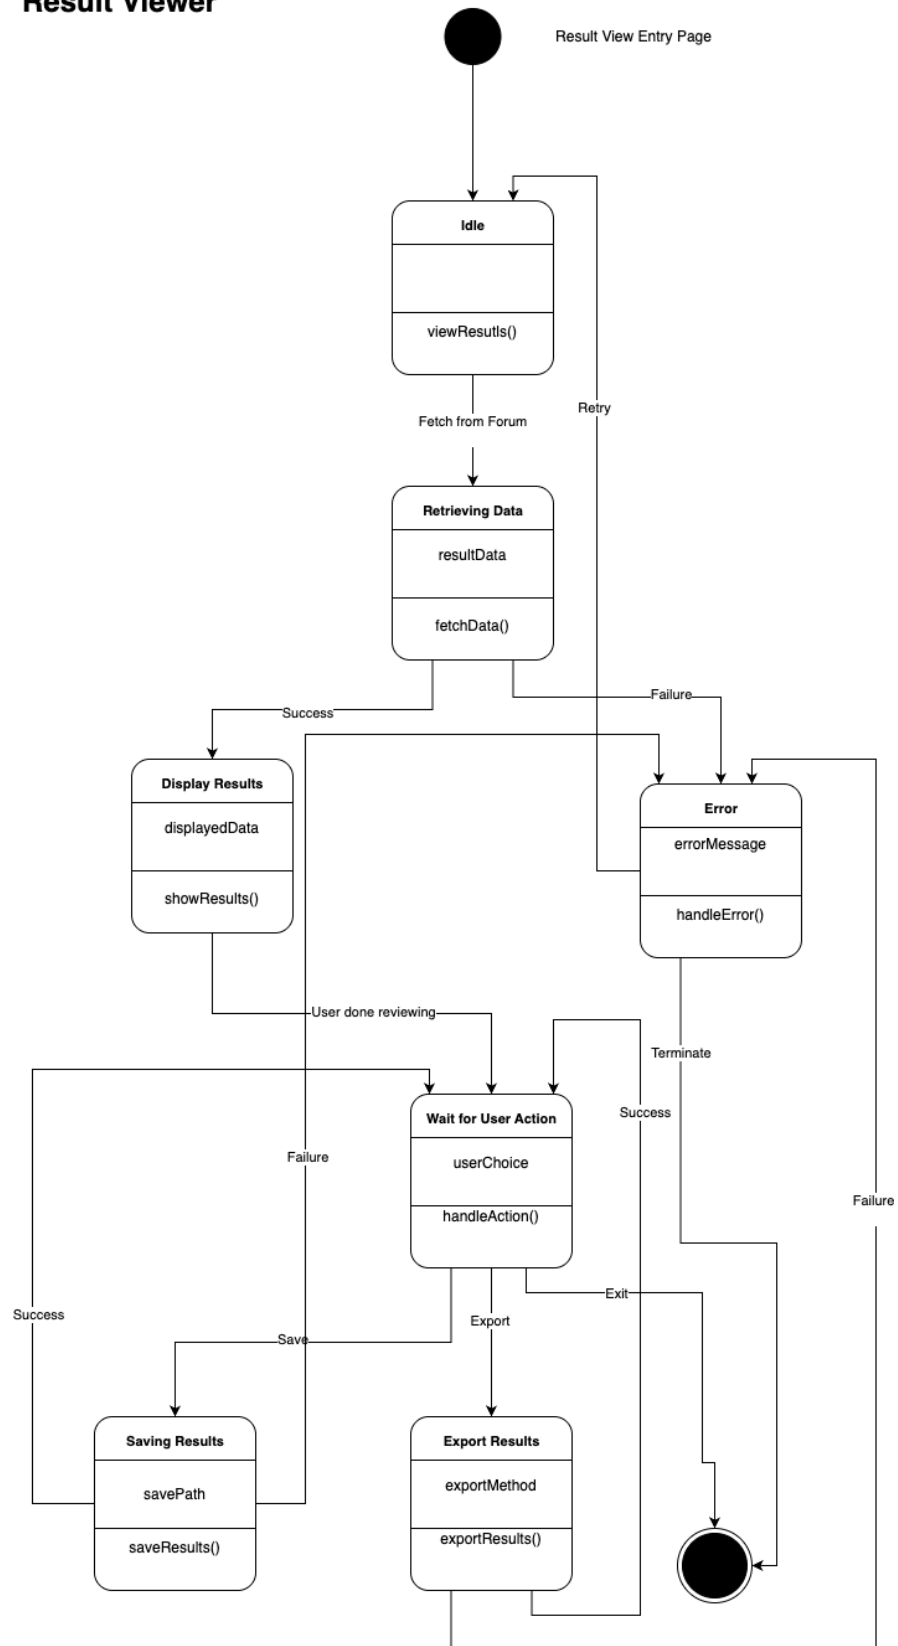 Result Viewer
Result View Entry Page
Idle
viewResutls()
Fetch from Forum
Retry
Retrieving Data
resultData
fetchData()
Failure
Success
Display Results
displayedData
showResults()
Error
errorMessage
handleError()
User done reviewing
Terminate
Success
Wait for User Action
userChoice
handleAction()
Failure
Failure
Exit
Success
Export
Save
Saving Results
savePath
saveResults()
Export Results
exportMethod
exportResults()